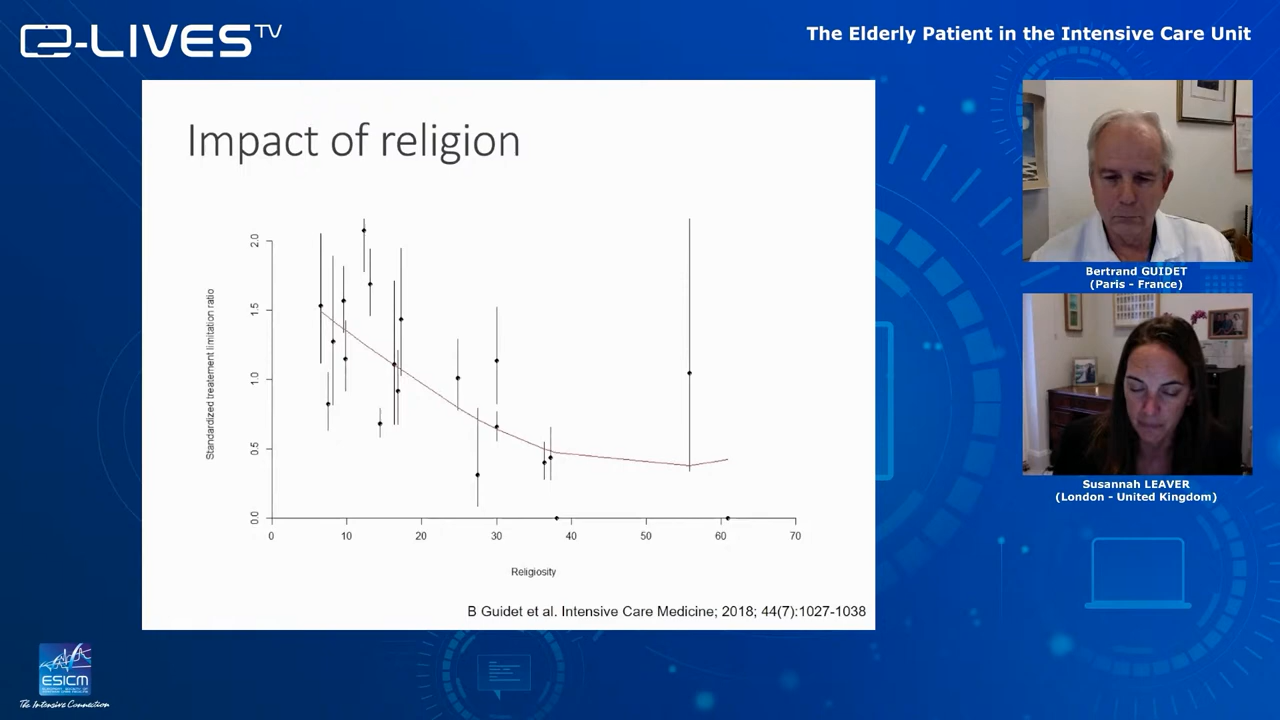 e-LIVES TV
The Elderly Patient in the Intensive Care Unit
Impact of religion
Standardized treatement limitation ratio
2.0
1.5
1.0
0.5
0.0
0 10 20 30 40 50 60 70
Religiosity
B Guidet et al. Intensive Care Medicine; 2018; 44(7):1027-1038
Bertrand GUIDET
(Paris - France)
Susannah LEAVER
(London - United Kingdom)
ESICM
The Intensive Connection